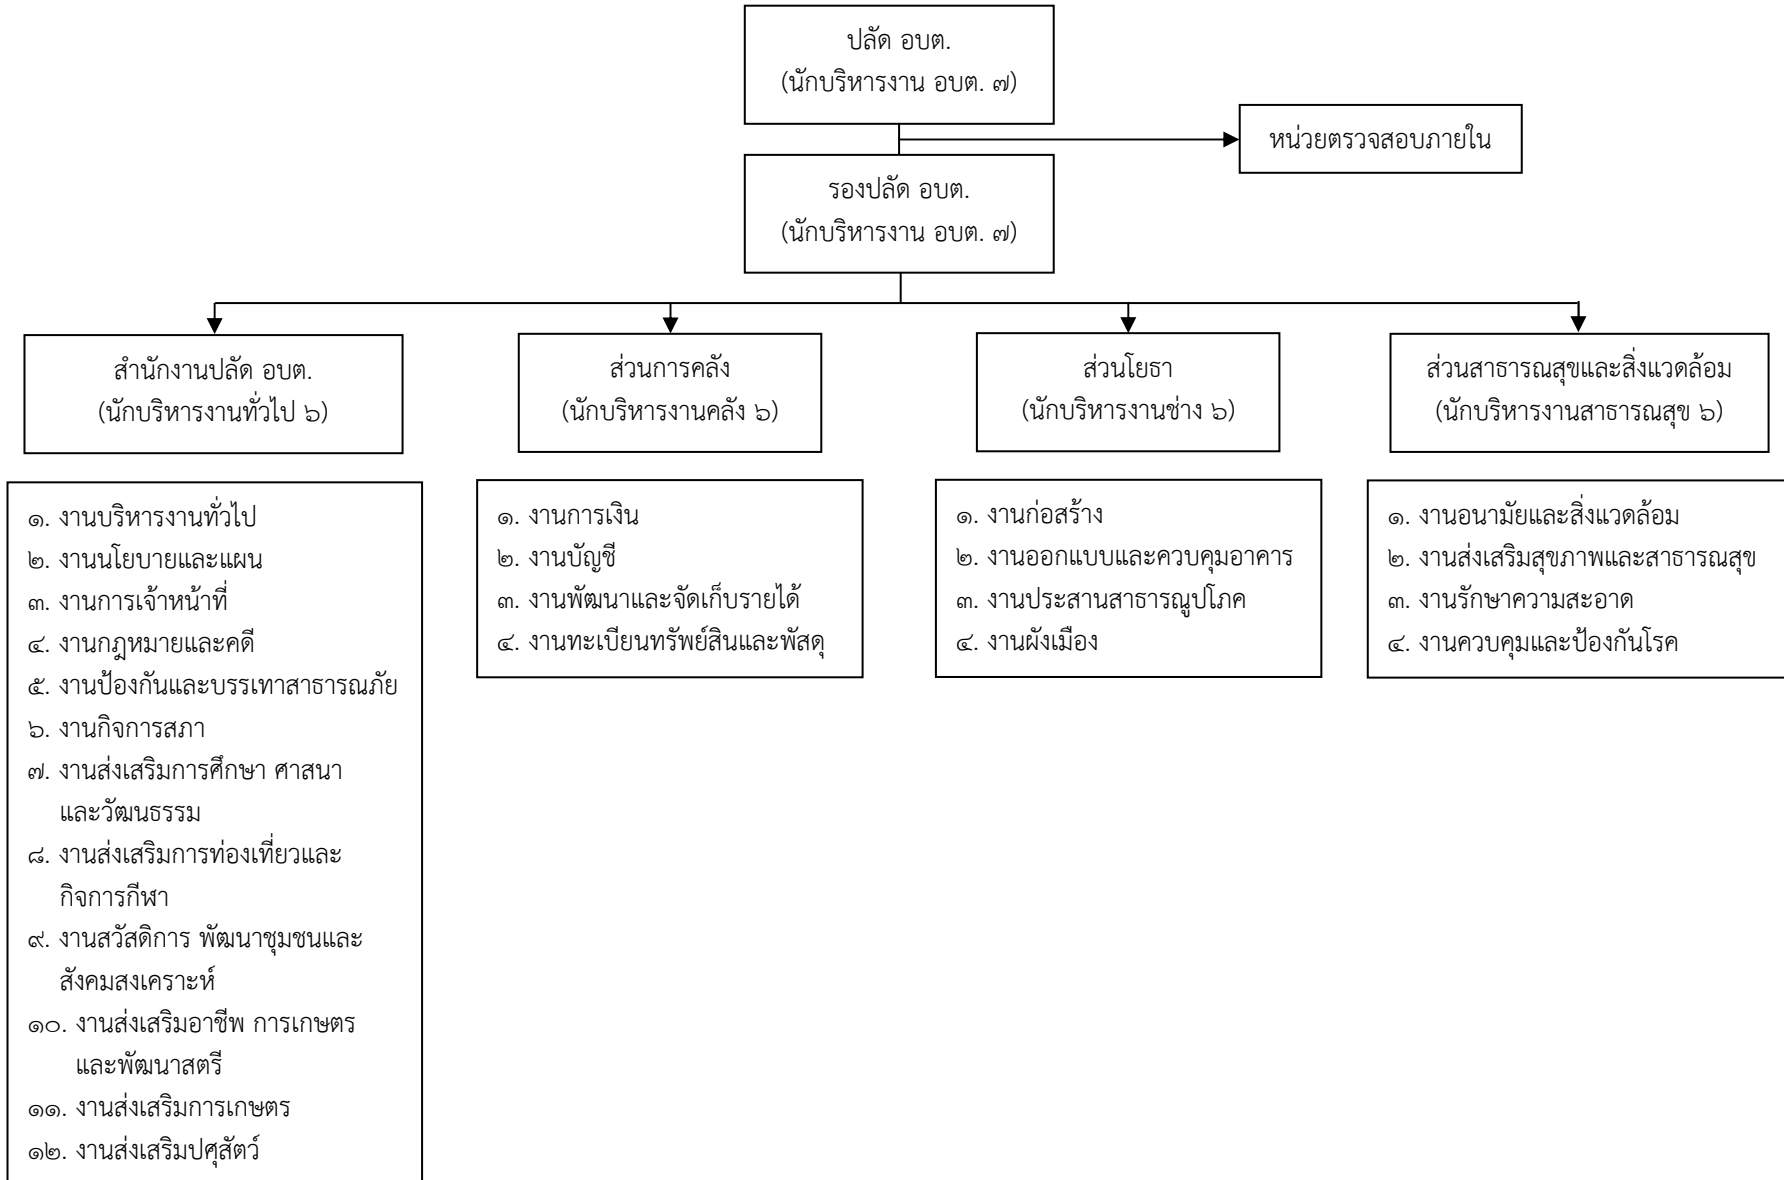 ปลัด อบต.
(นักบริหารงาน อบต. ๗)
หน่วยตรวจสอบภายใน
รองปลัด อบต.
(นักบริหารงาน อบต. ๗)
สำนักงานปลัด อบต.
(นักบริหารงานทั่วไป ๖)
ส่วนการคลัง
(นักบริหารงานคลัง ๖)
ส่วนโยธา
(นักบริหารงานช่าง ๖)
ส่วนสาธารณสุขและสิ่งแวดล้อม
(นักบริหารงานสาธารณสุข ๖)
๑. งานบริหารงานทั่วไป
๒. งานนโยบายและแผน
๓. งานการเจ้าหน้าที่
๔. งานกฎหมายและคดี
๕. งานป้องกันและบรรเทาสาธารณภัย
๖. งานกิจการสภา
๗. งานส่งเสริมการศึกษา ศาสนา
และวัฒนธรรม
๘. งานส่งเสริมการท่องเที่ยวและ
กิจการกีฬา
๙. งานสวัสดิการ พัฒนาชุมชนและ
สังคมสงเคราะห์
๑๐. งานส่งเสริมอาชีพ การเกษตร
และพัฒนาสตรี
๑๑. งานส่งเสริมการเกษตร
๑๒. งานส่งเสริมปศุสัตว์
๑. งานการเงิน
๒. งานบัญชี
๓. งานพัฒนาและจัดเก็บรายได้
๔. งานทะเบียนทรัพย์สินและพัสดุ
๑. งานก่อสร้าง
๒. งานออกแบบและควบคุมอาคาร
๓. งานประสานสาธารณูปโภค
๔. งานผังเมือง
๑. งานอนามัยและสิ่งแวดล้อม
๒. งานส่งเสริมสุขภาพและสาธารณสุข
๓. งานรักษาความสะอาด
๔. งานควบคุมและป้องกันโรค